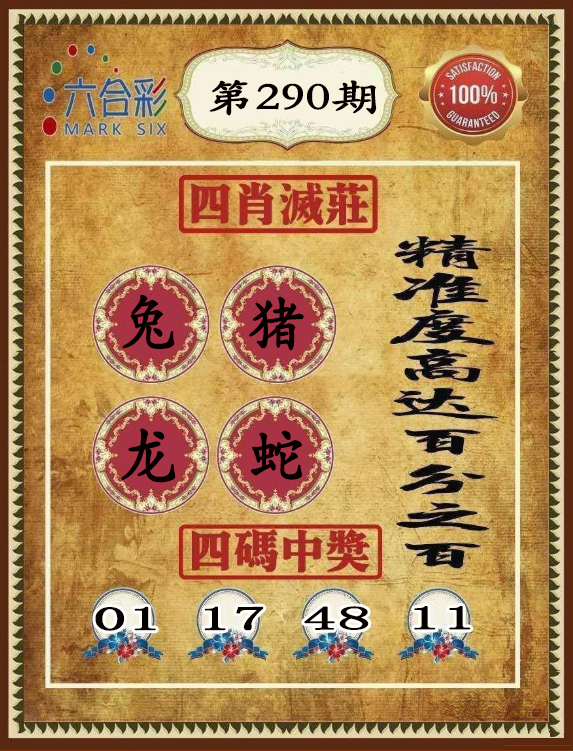 六合彩
MARK SIX
第290期
SATISFACTION
100%
GUARANTEED
四肖滅莊
兔 猪
龙 蛇
精准度高达百分之百
四碼中獎
01 17 48 11